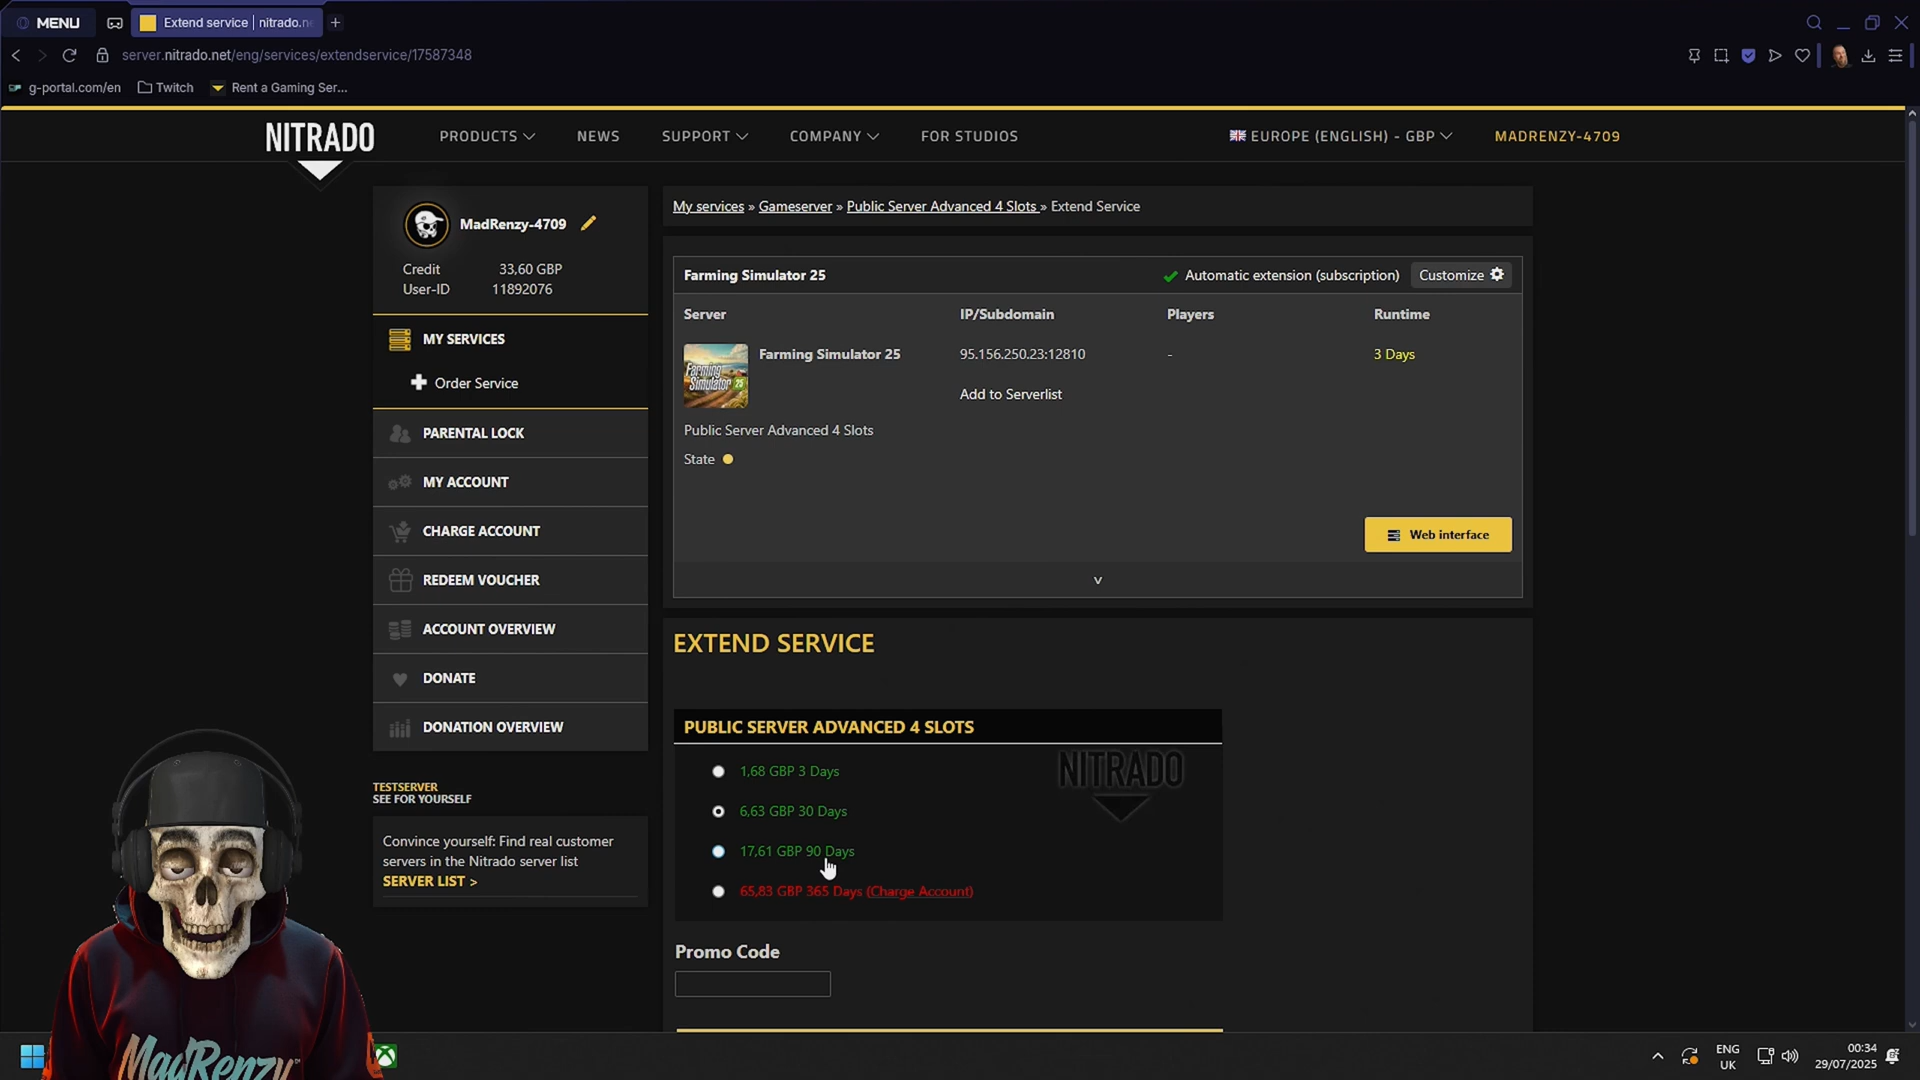 MENU
Extend service | nitrado.ne
server.nitrado.net/eng/services/extendservice/17587348
g-portal.com/en
Twitch
Rent a Gaming Ser...
NITRADO
PRODUCTS
NEWS
SUPPORT
COMPANY
FOR STUDIOS
EUROPE (ENGLISH) - GBP
MADRENZY-4709
MadRenzy-4709
Credit 33,60 GBP
User-ID 11892076
MY SERVICES
Order Service
PARENTAL LOCK
MY ACCOUNT
CHARGE ACCOUNT
REDEEM VOUCHER
ACCOUNT OVERVIEW
DONATE
DONATION OVERVIEW
TESTSERVER
SEE FOR YOURSELF
Convince yourself: Find real customer
servers in the Nitrado server list
SERVER LIST >
My services » Gameserver » Public Server Advanced 4 Slots » Extend Service
Farming Simulator 25
Automatic extension (subscription)
Customize
Server IP/Subdomain Players Runtime
Farming Simulator 25
Farming Simulator 25 95.156.250.23:12810 - 3 Days
Add to Serverlist
Public Server Advanced 4 Slots
State
Web interface
v
EXTEND SERVICE
PUBLIC SERVER ADVANCED 4 SLOTS
NITRADO
1,68 GBP 3 Days
6,63 GBP 30 Days
17,61 GBP 90 Days
65,83 GBP 365 Days (Charge Account)
Promo Code
MadRenzy
ENG
UK
00:34
29/07/2025